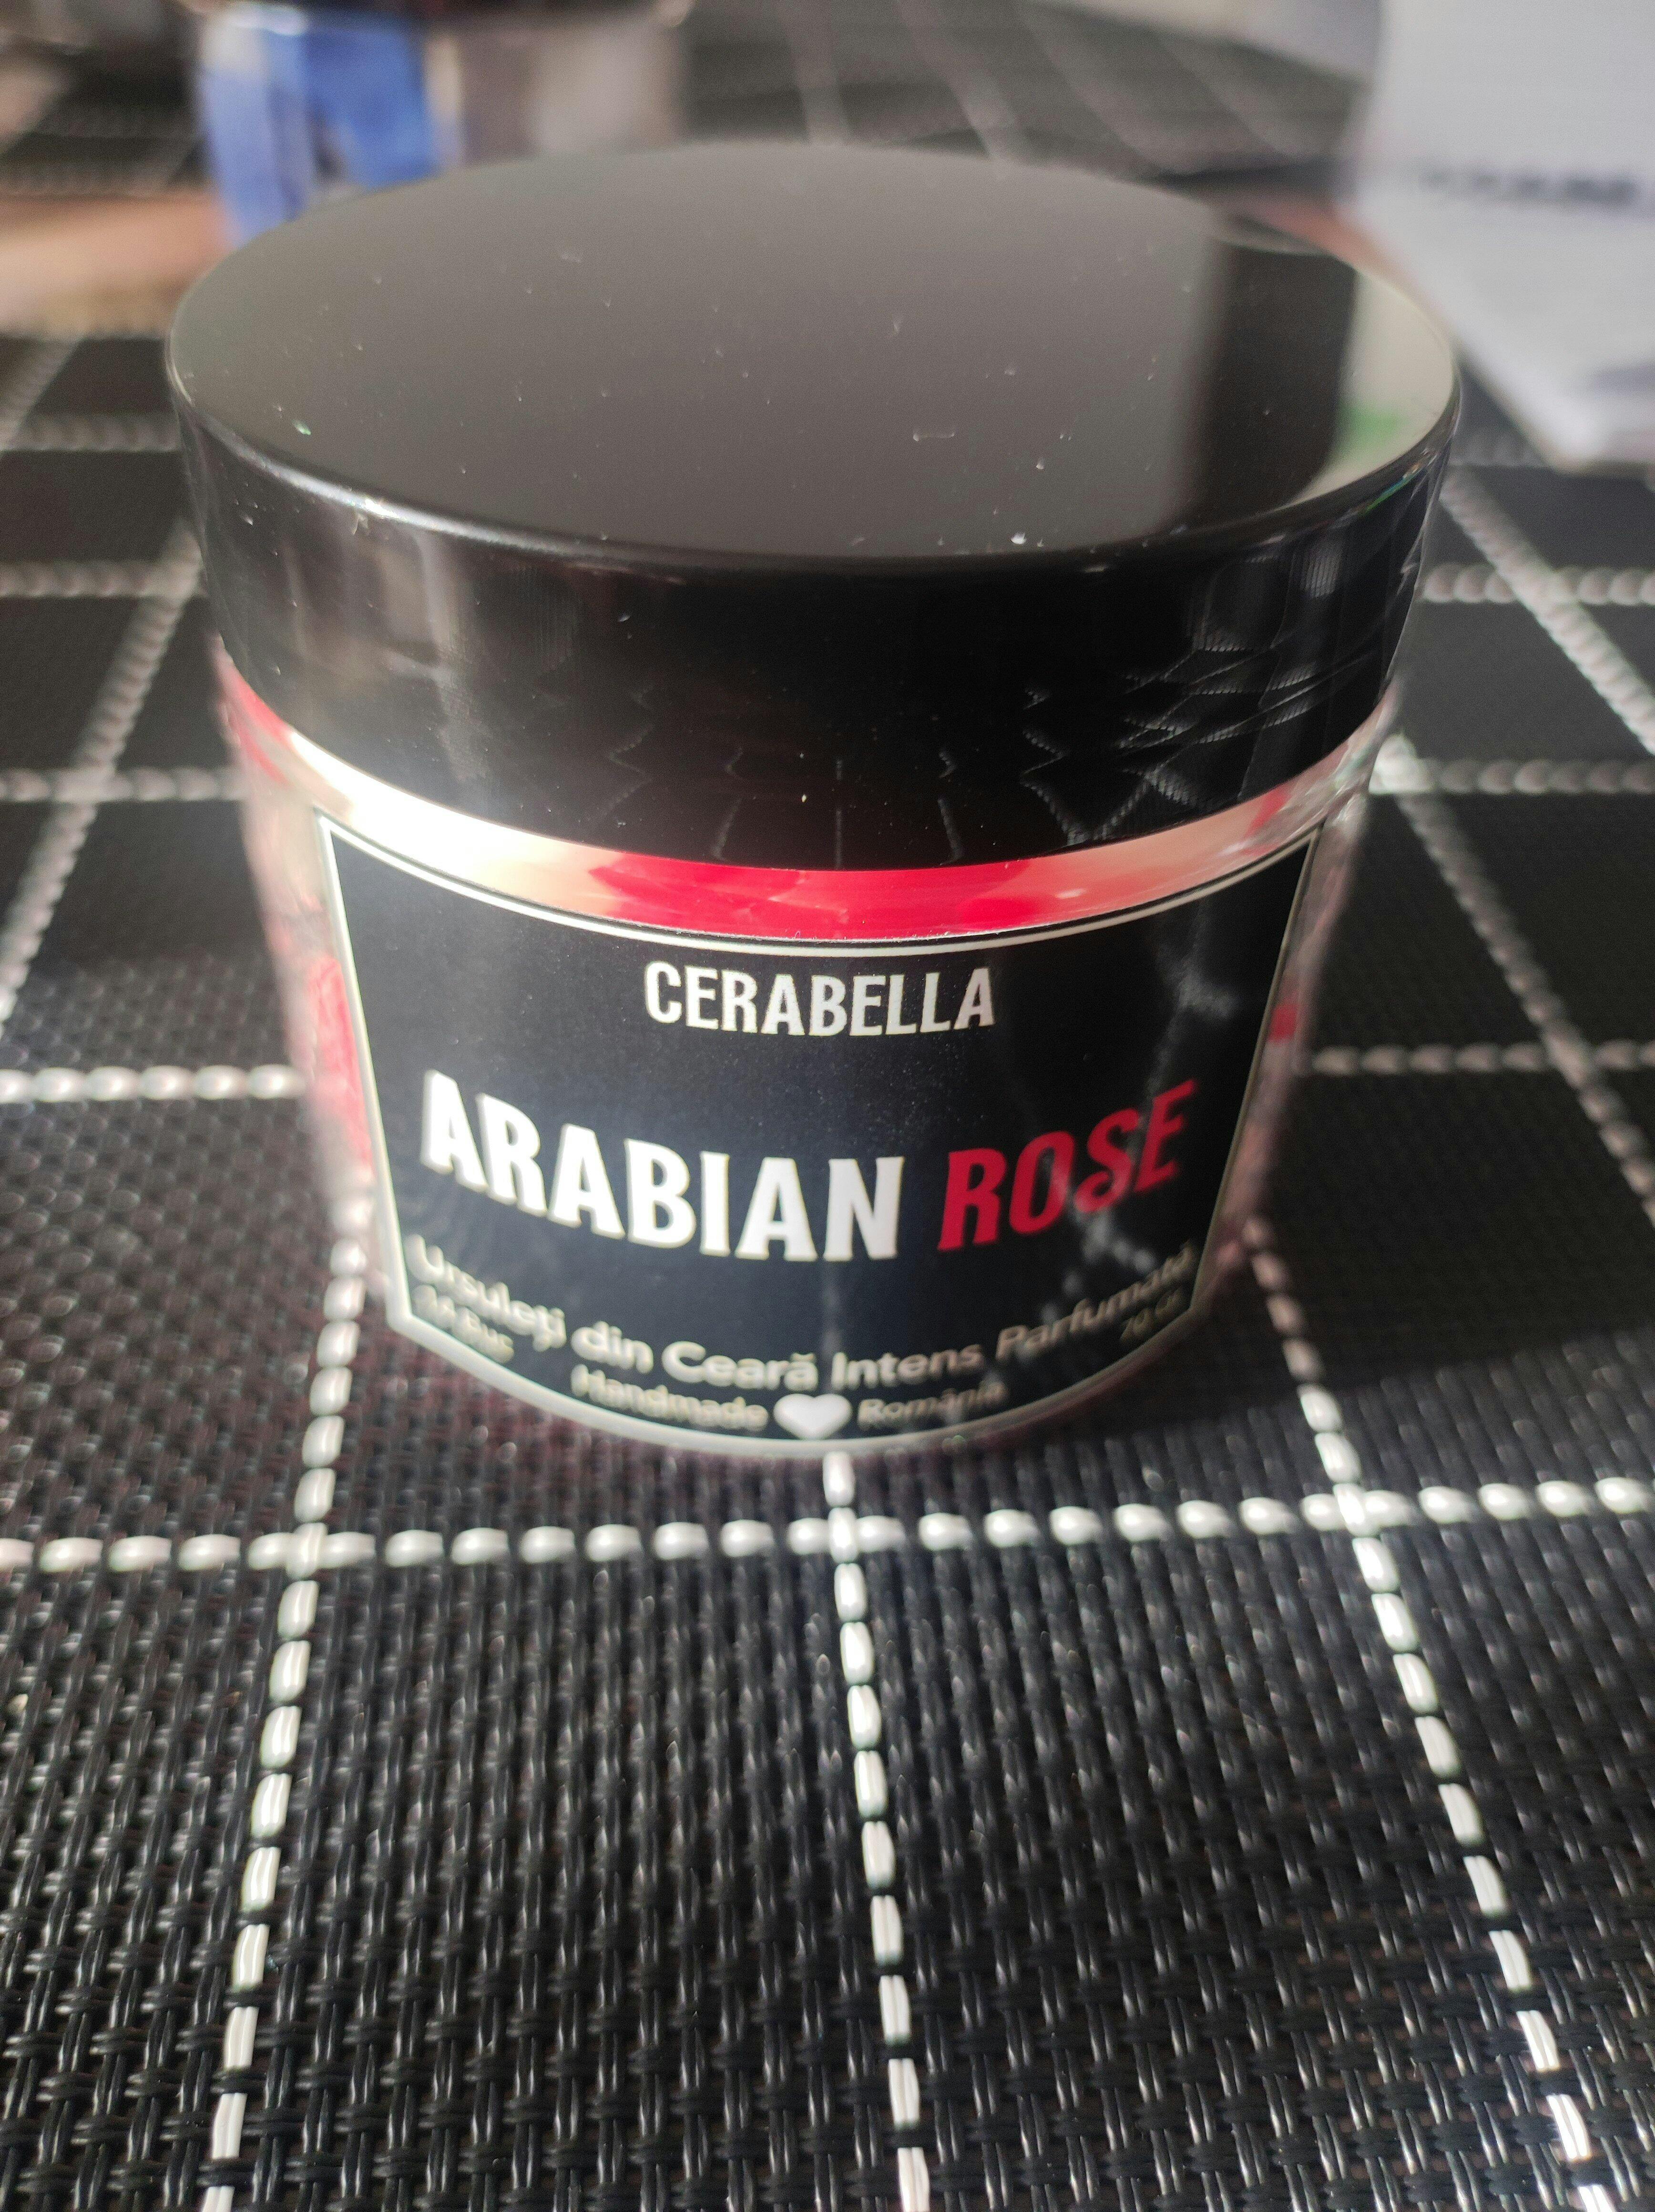 CERABELLA
ARABIAN ROSE
Ursuleți din Ceară Intens Parfumată
Handmade România